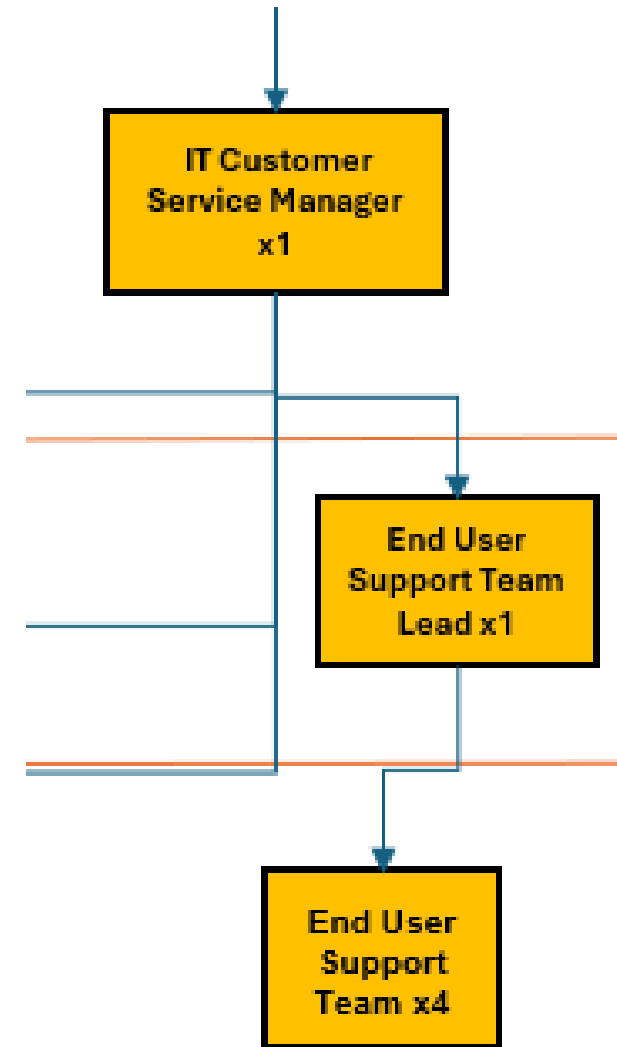 IT Customer
Service Manager
x1
End User
Support Team
Lead x1
End User
Support
Team x4